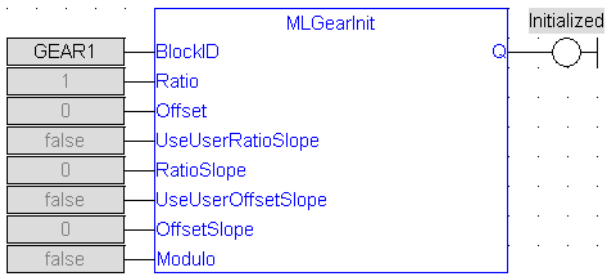 MLGearInit Initialized
GEAR1 BlockID Q
1 Ratio
0 Offset
false UseUserRatioSlope
0 RatioSlope
false UseUserOffsetSlope
0 OffsetSlope
false Modulo